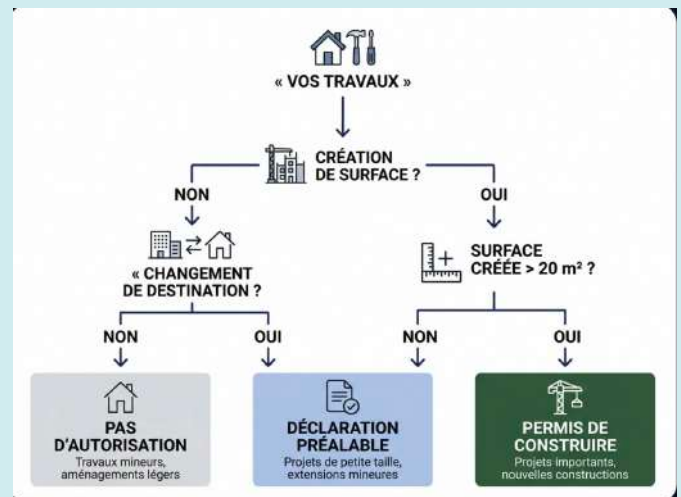 « VOS TRAVAUX »
CRÉATION
DE SURFACE ?
NON
OUI
« CHANGEMENT
DE DESTINATION ?
SURFACE
CRÉÉE > 20 m² ?
NON
OUI
NON
OUI
PAS
D'AUTORISATION
Travaux mineurs,
aménagements légers
DÉCLARATION
PRÉALABLE
Projets de petite taille,
extensions mineures
PERMIS DE
CONSTRUIRE
Projets importants,
nouvelles constructions